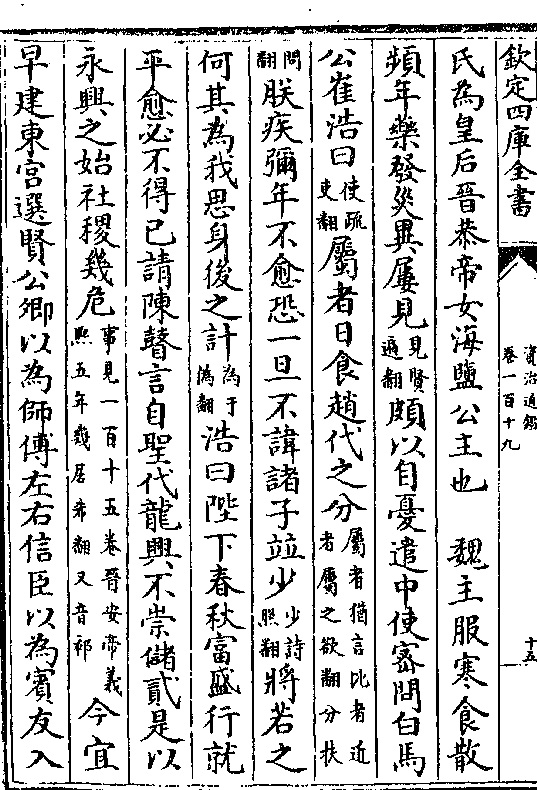 欽定四庫全書
資治通鑑
卷一百十九
十五
氏為皇后晉恭帝女海鹽公主也　魏主服寒食散
頻年藥發災異屢見見賢遍翻頗以自憂遣中使密問白馬
公崔浩曰使疏吏翻屬者日食趙代之分屬者猶言比者近者屬之欲翻分扶
問翻朕疾彌年不愈恐一旦不諱諸子竝少少詩照翻將若之
何其為我思身後之計為于偽翻浩曰陛下春秋富盛行就
平愈必不得已請陳瞽言自聖代龍興不崇儲貳是以
永興之始社稷幾危事見一百十五卷晉安帝義熙五年幾居希翻又音祁今宜
早建東宮選賢公卿以為師傅左右信臣以為賓友入